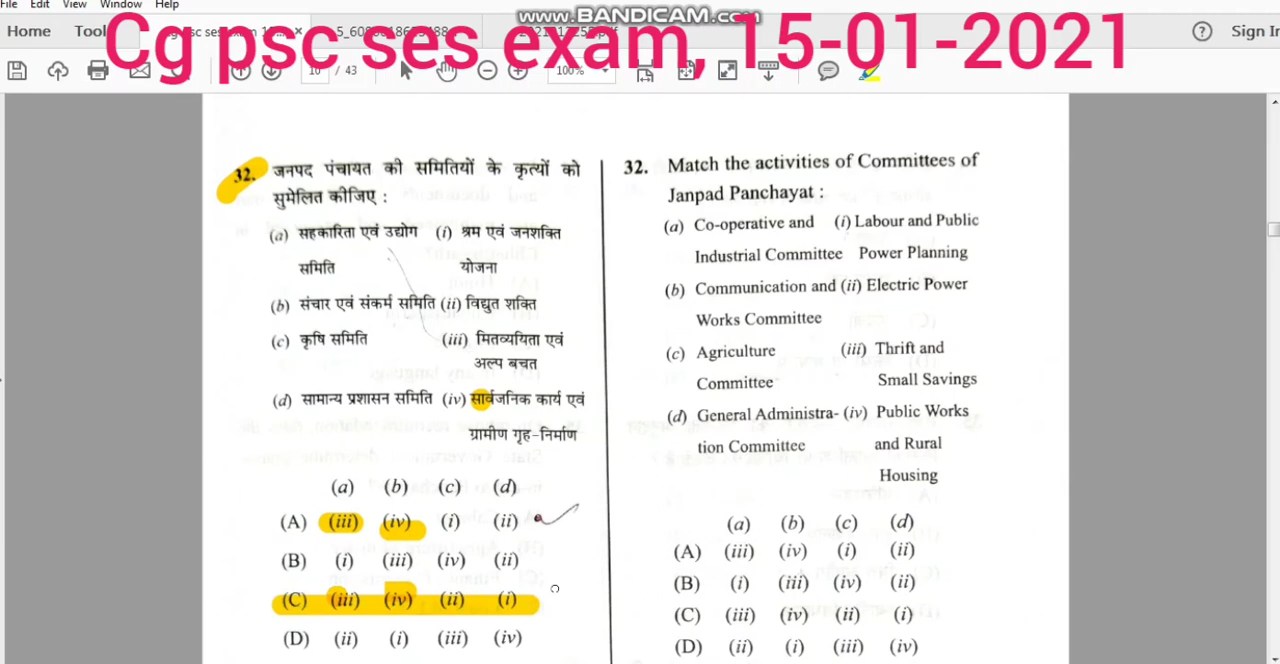 File Edit View Window Help
www.BANDICAM.com
Home
Cg psc ses exam, 15-01-2021
Sign In
10 / 43
100%
32. जनपद पंचायत की समितियों के कृत्यों को
सुमेलित कीजिए :
(a) सहकारिता एवं उद्योग (i) श्रम एवं जनशक्ति
समिति योजना
(b) संचार एवं संकर्म समिति (ii) विद्युत शक्ति
(c) कृषि समिति (iii) मितव्ययिता एवं
अल्प बचत
(d) सामान्य प्रशासन समिति (iv) सार्वजनिक कार्य एवं
ग्रामीण गृह-निर्माण
(a) (b) (c) (d)
(A) (iii) (iv) (i) (ii)
(B) (i) (iii) (iv) (ii)
(C) (iii) (iv) (ii) (i)
(D) (ii) (i) (iii) (iv)
32. Match the activities of Committees of
Janpad Panchayat :
(a) Co-operative and (i) Labour and Public
Industrial Committee Power Planning
(b) Communication and (ii) Electric Power
Works Committee
(c) Agriculture (iii) Thrift and
Committee Small Savings
(d) General Administra- (iv) Public Works
tion Committee and Rural
Housing
(a) (b) (c) (d)
(A) (iii) (iv) (i) (ii)
(B) (i) (iii) (iv) (ii)
(C) (iii) (iv) (ii) (i)
(D) (ii) (i) (iii) (iv)